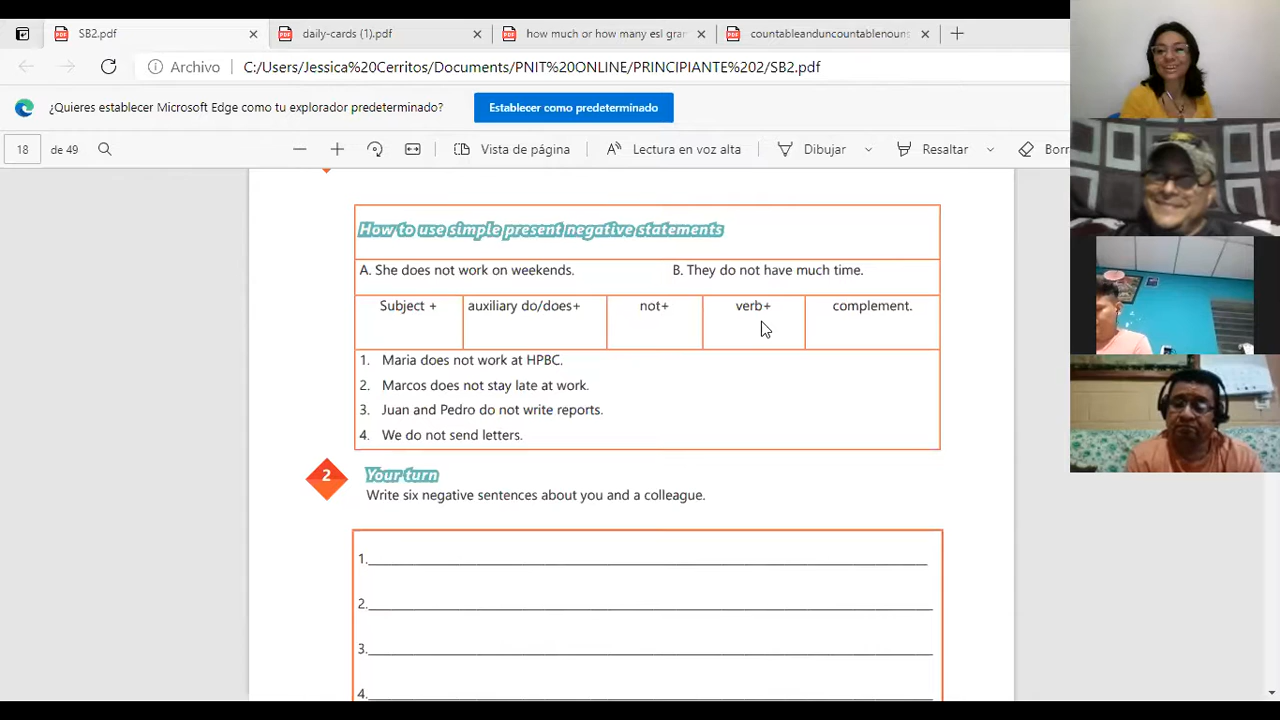 SB2.pdf
daily-cards (1).pdf
how much or how many esl gra
countableanduncountablenoun
Archivo
C:/Users/Jessica%20Cerritos/Documents/PNIT%20ONLINE/PRINCIPIANTE%202/SB2.pdf
¿Quieres establecer Microsoft Edge como tu explorador predeterminado?
Establecer como predeterminado
18
de 49
Vista de página
Lectura en voz alta
Dibujar
Resaltar
Borr
How to use simple present negative statements
A. She does not work on weekends.
B. They do not have much time.
Subject +
auxiliary do/does+
not+
verb+
complement.
1. Maria does not work at HPBC.
2. Marcos does not stay late at work.
3. Juan and Pedro do not write reports.
4. We do not send letters.
2
Your turn
Write six negative sentences about you and a colleague.
1.
2.
3.
4.